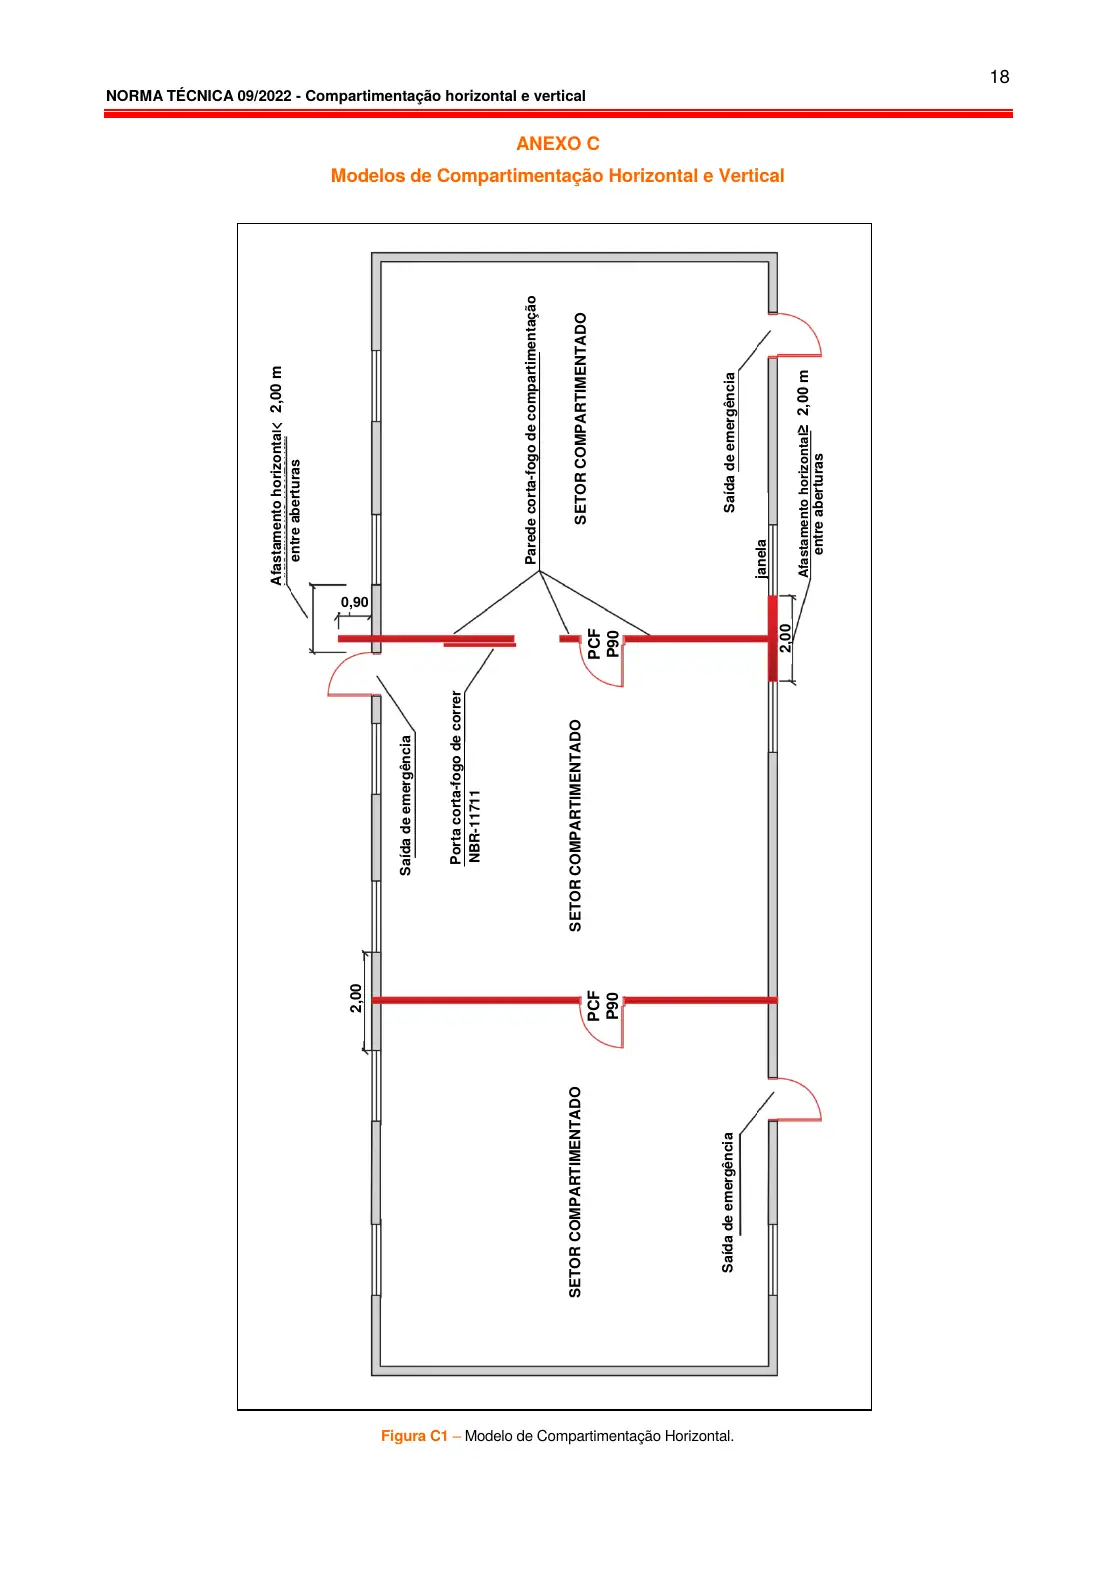 18
NORMA TÉCNICA 09/2022 - Compartimentação horizontal e vertical
ANEXO C
Modelos de Compartimentação Horizontal e Vertical
Afastamento horizontal< 2,00 m
entre aberturas
0,90
Parede corta-fogo de compartimentação
SETOR COMPARTIMENTADO
Saída de emergência
Afastamento horizontal≥ 2,00 m
entre aberturas
janela
PCF
P90
2,00
Saída de emergência
Porta corta-fogo de correr
NBR-11711
SETOR COMPARTIMENTADO
2,00
PCF
P90
SETOR COMPARTIMENTADO
Saída de emergência
Figura C1 – Modelo de Compartimentação Horizontal.